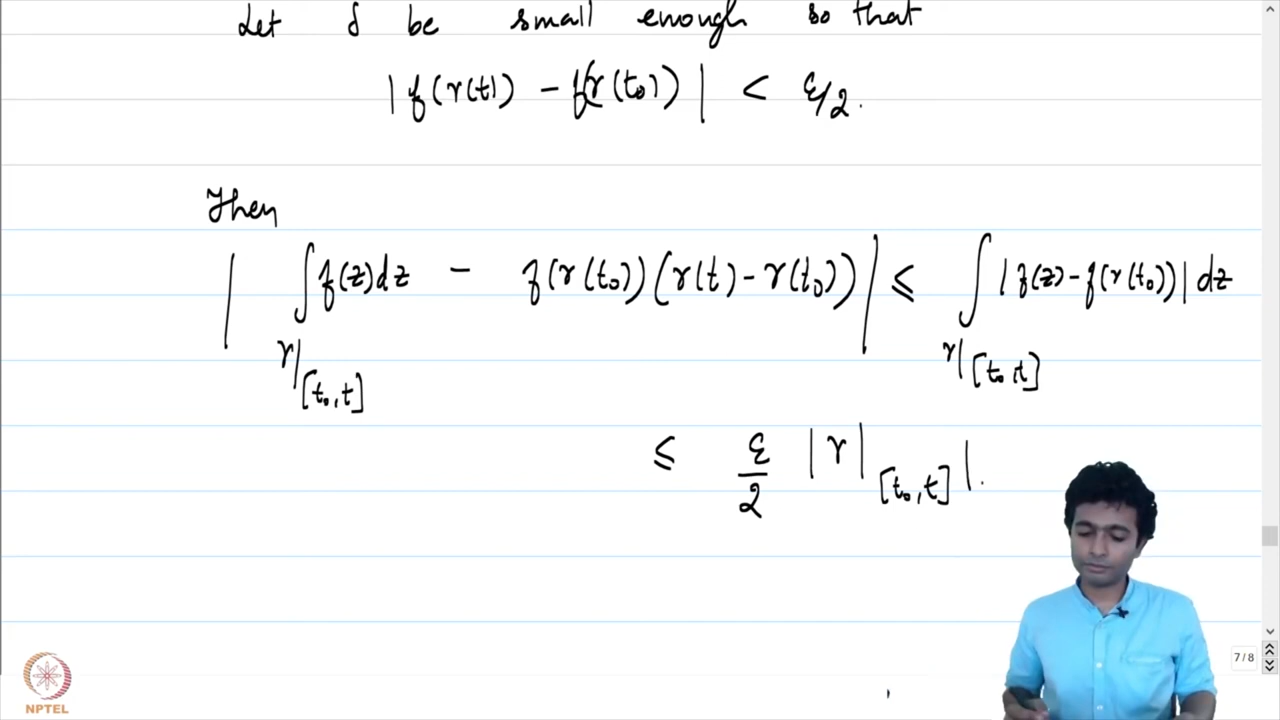 Let δ be small enough so that
|f(γ(t)) - f(γ(t₀))| < ε/2.
Then
| ∫_{γ|[t₀,t]} f(z)dz - f(γ(t₀))(γ(t)-γ(t₀)) | ≤ ∫_{γ|[t₀,t]} |f(z)-f(γ(t₀))| dz
≤ ε/2 |γ|_{[t₀,t]}|.
7/8
NPTEL